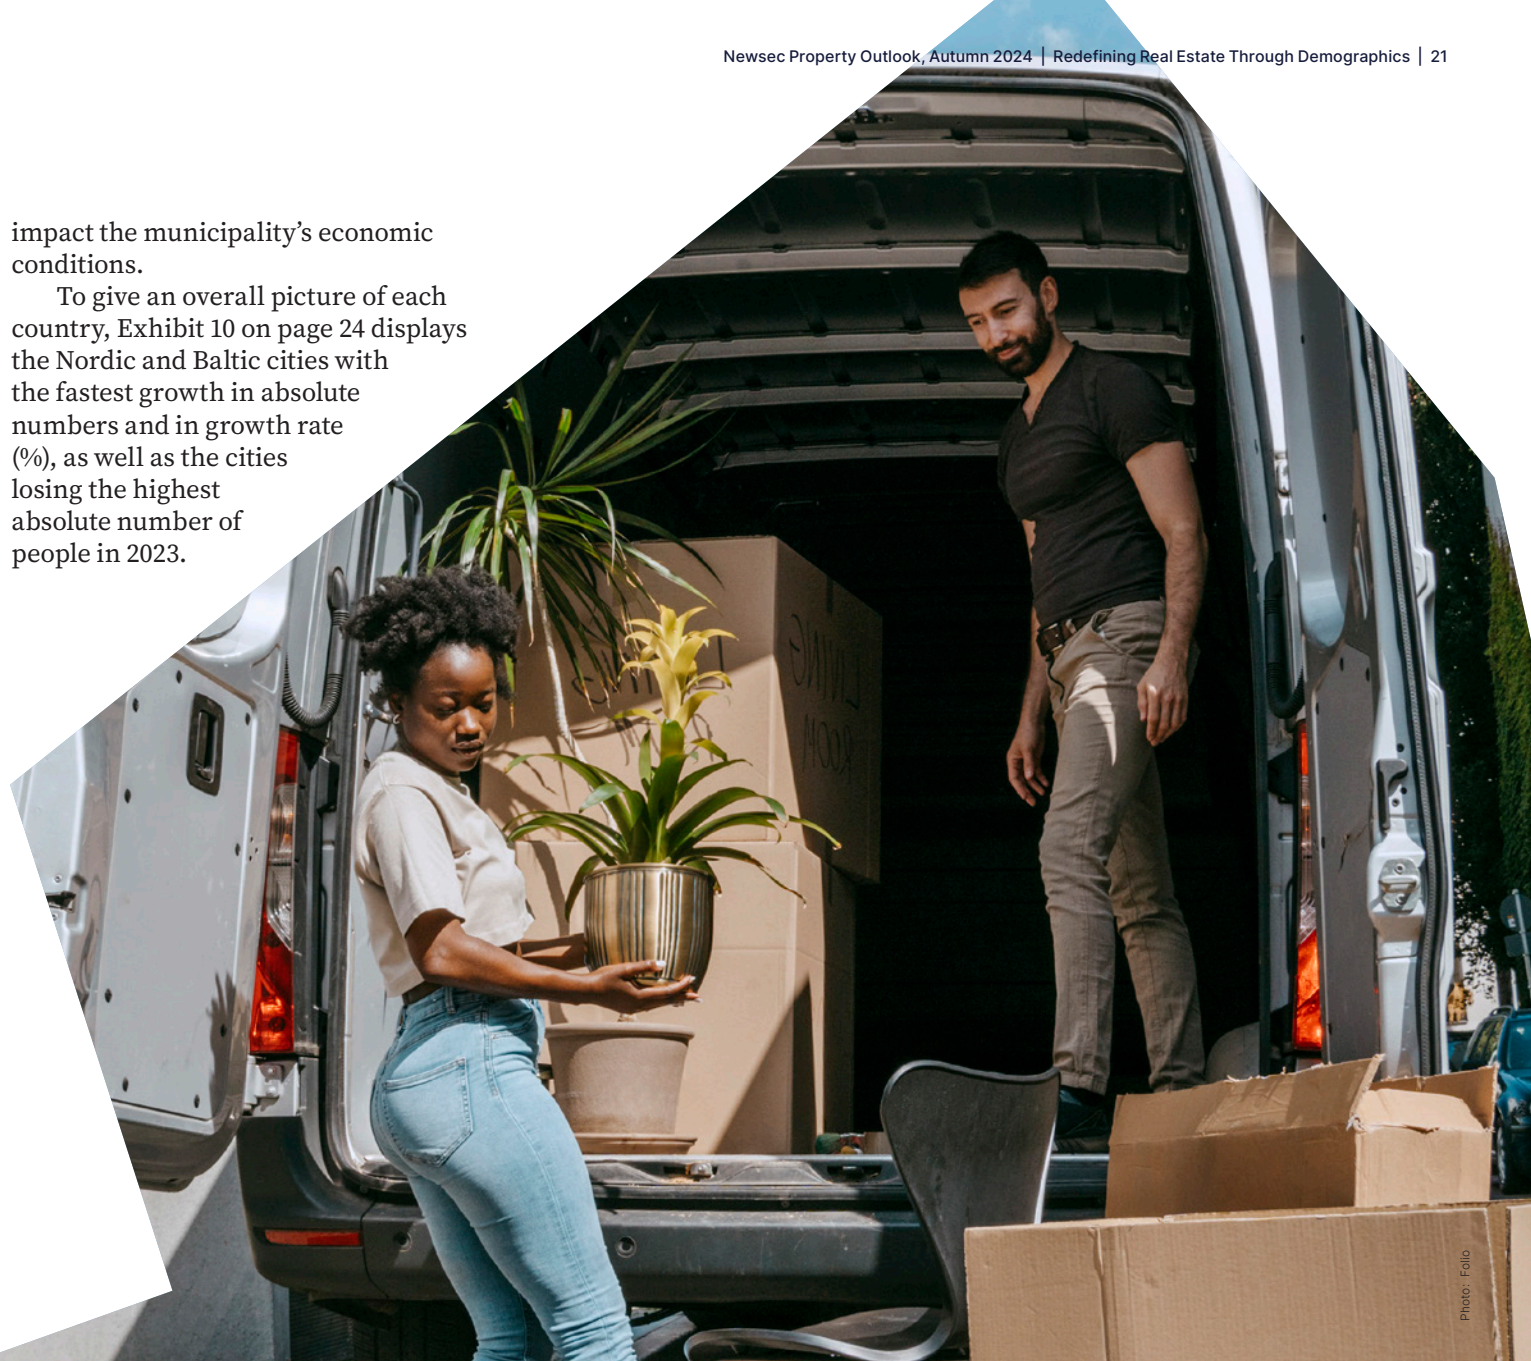 Newsec Property Outlook, Autumn 2024 | Redefining Real Estate Through Demographics | 21
impact the municipality’s economic
conditions.
To give an overall picture of each
country, Exhibit 10 on page 24 displays
the Nordic and Baltic cities with
the fastest growth in absolute
numbers and in growth rate
(%), as well as the cities
losing the highest
absolute number of
people in 2023.
LIVING
ROOM
Photo: Folio